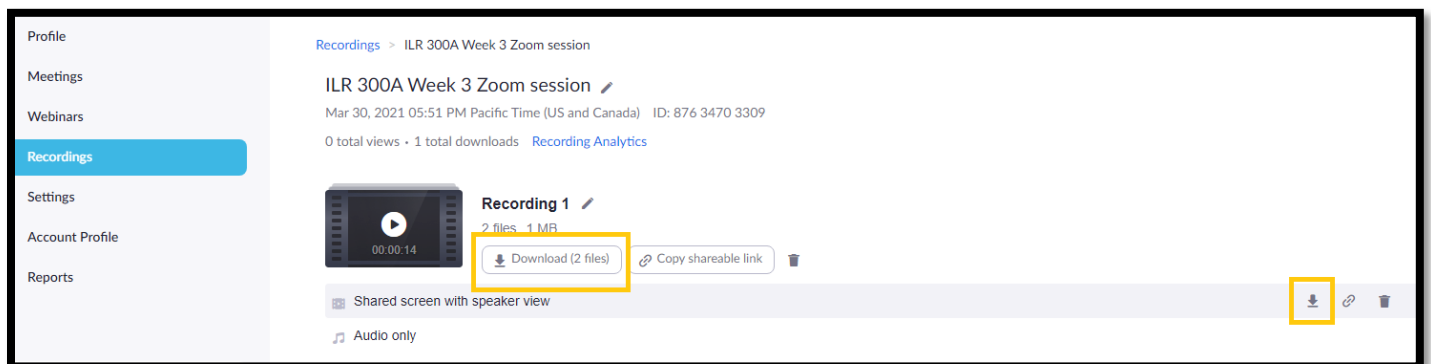 Profile
Meetings
Webinars
Recordings
Settings
Account Profile
Reports
Recordings > ILR 300A Week 3 Zoom session
ILR 300A Week 3 Zoom session
Mar 30, 2021 05:51 PM Pacific Time (US and Canada) ID: 876 3470 3309
0 total views • 1 total downloads Recording Analytics
00:00:14
Recording 1
2 files 1 MB
Download (2 files) Copy shareable link
Shared screen with speaker view
Audio only